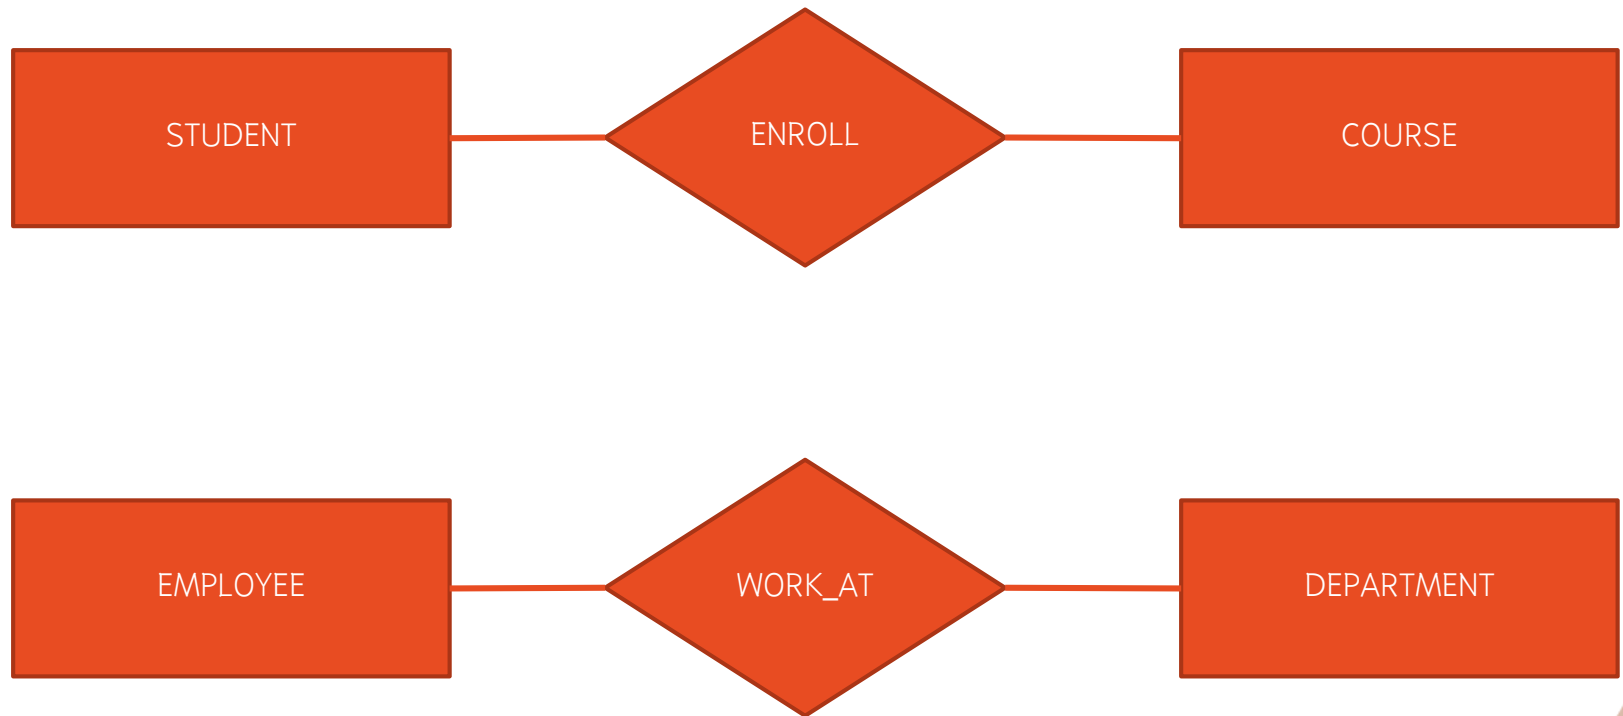 STUDENT
ENROLL
COURSE
EMPLOYEE
WORK_AT
DEPARTMENT